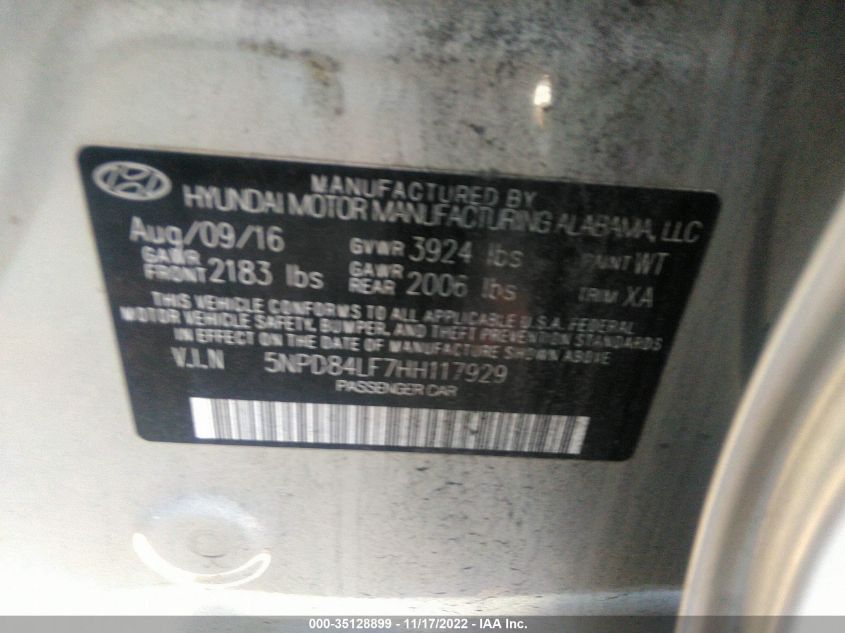 MANUFACTURED BY
HYUNDAI MOTOR MANUFACTURING ALABAMA, LLC
Aug/09/16 GVWR 3924 lbs PAINT WT
GAWR FRONT 2183 lbs GAWR REAR 2006 lbs TRIM XA
THIS VEHICLE CONFORMS TO ALL APPLICABLE U.S.A. FEDERAL
MOTOR VEHICLE SAFETY, BUMPER, AND THEFT PREVENTION STANDARDS
IN EFFECT ON THE DATE OF MANUFACTURE SHOWN ABOVE.
V.I.N 5NPD84LF7HH117929
PASSENGER CAR
000-35128899 - 11/17/2022 - IAA Inc.